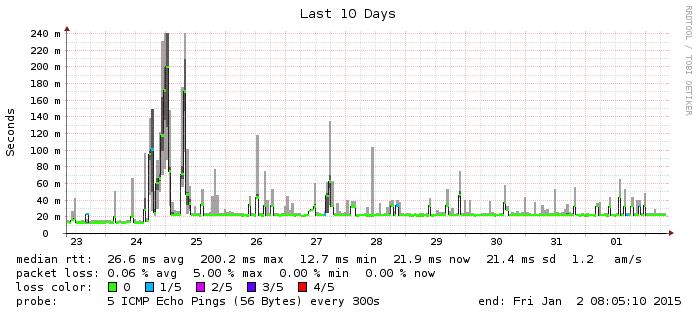 Last 10 Days
RRDTOOL / TOBI OETIKER
Seconds
240 m
220 m
200 m
180 m
160 m
140 m
120 m
100 m
80 m
60 m
40 m
20 m
0
23 24 25 26 27 28 29 30 31 01
median rtt: 26.6 ms avg 200.2 ms max 12.7 ms min 21.9 ms now 21.4 ms sd 1.2 am/s
packet loss: 0.06 % avg 5.00 % max 0.00 % min 0.00 % now
loss color: 0 1/5 2/5 3/5 4/5
probe: 5 ICMP Echo Pings (56 Bytes) every 300s end: Fri Jan 2 08:05:10 2015